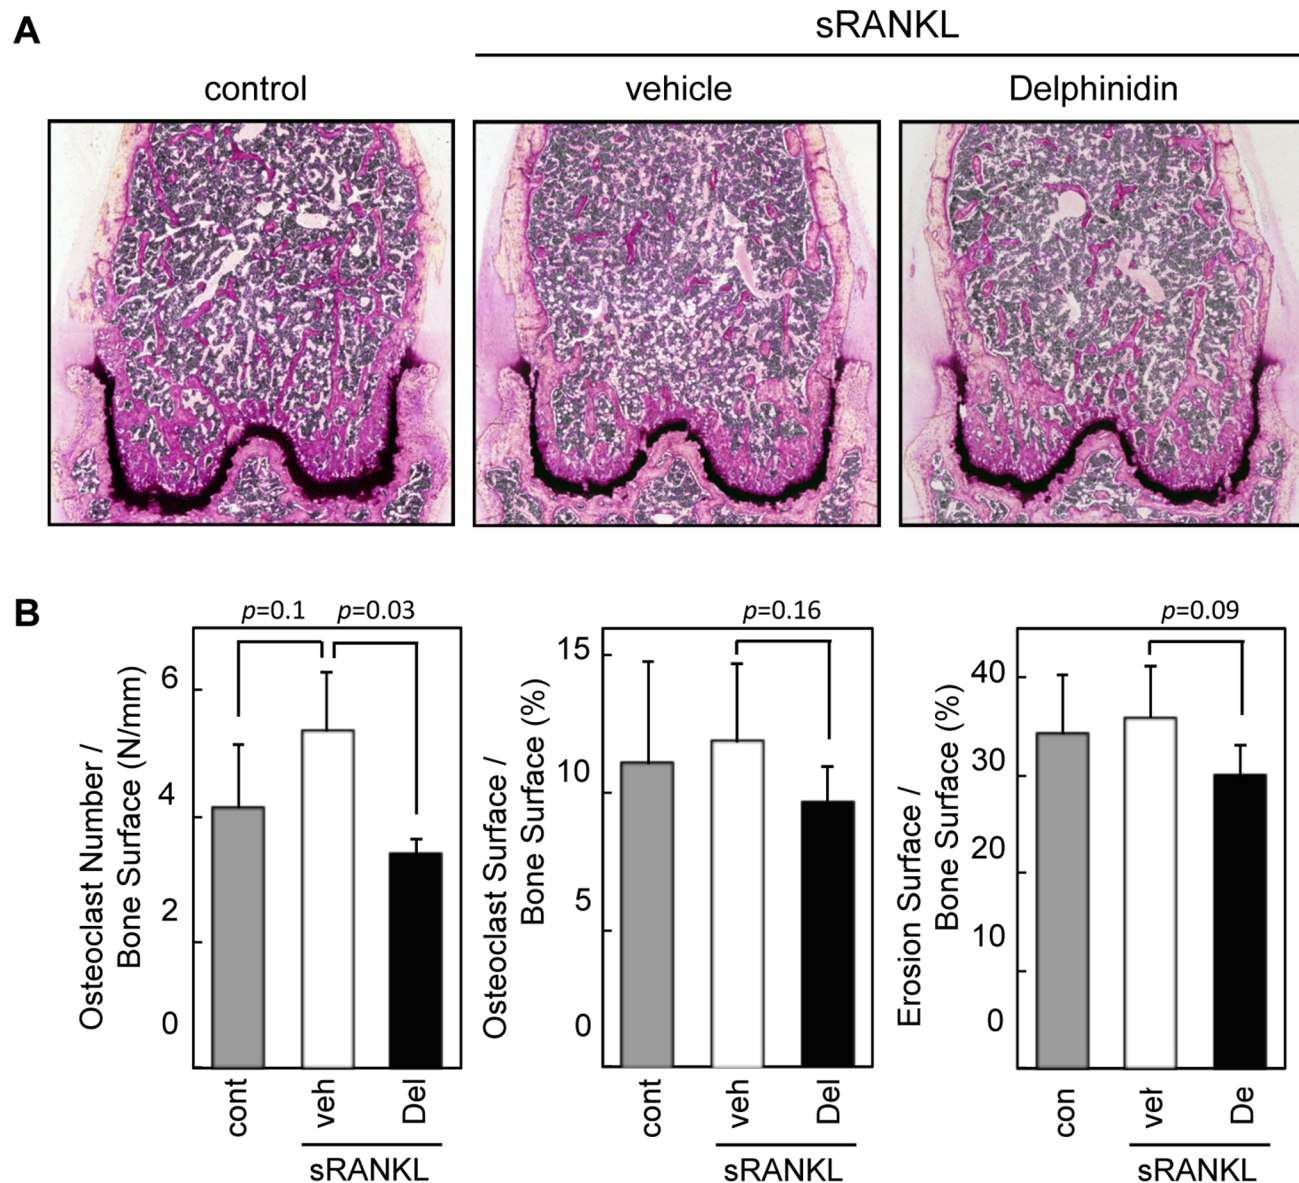 A
sRANKL
control
vehicle
Delphinidin
B
p=0.1
p=0.03
Osteoclast Number /
Bone Surface (N/mm)
6
4
2
0
cont
veh
Del
sRANKL
p=0.16
Osteoclast Surface /
Bone Surface (%)
15
10
5
0
cont
veh
Del
sRANKL
p=0.09
Erosion Surface /
Bone Surface (%)
40
30
20
10
0
con
veh
De
sRANKL